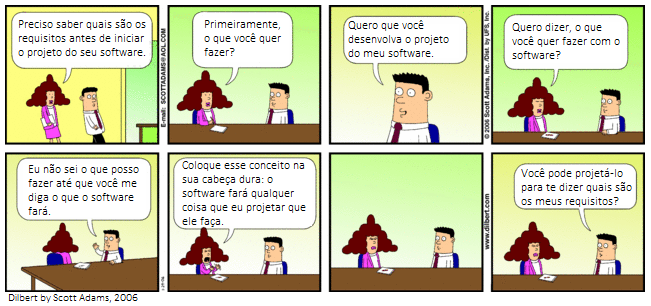 Preciso saber quais são os
requisitos antes de iniciar
o projeto do seu software.
E-mail: SCOTTADAMS@AOL.COM
Primeiramente,
o que você quer
fazer?
Quero que você
desenvolva o projeto
do meu software.
© 2006 Scott Adams, Inc. /Dist. by UFS, Inc.
Quero dizer, o que
você quer fazer com o
software?
Eu não sei o que posso
fazer até que você me
diga o que o software
fará.
Coloque esse conceito na
sua cabeça dura: o
software fará qualquer
coisa que eu projetar que
ele faça.
www.dilbert.com
Você pode projetá-lo
para te dizer quais são
os meus requisitos?
Dilbert by Scott Adams, 2006